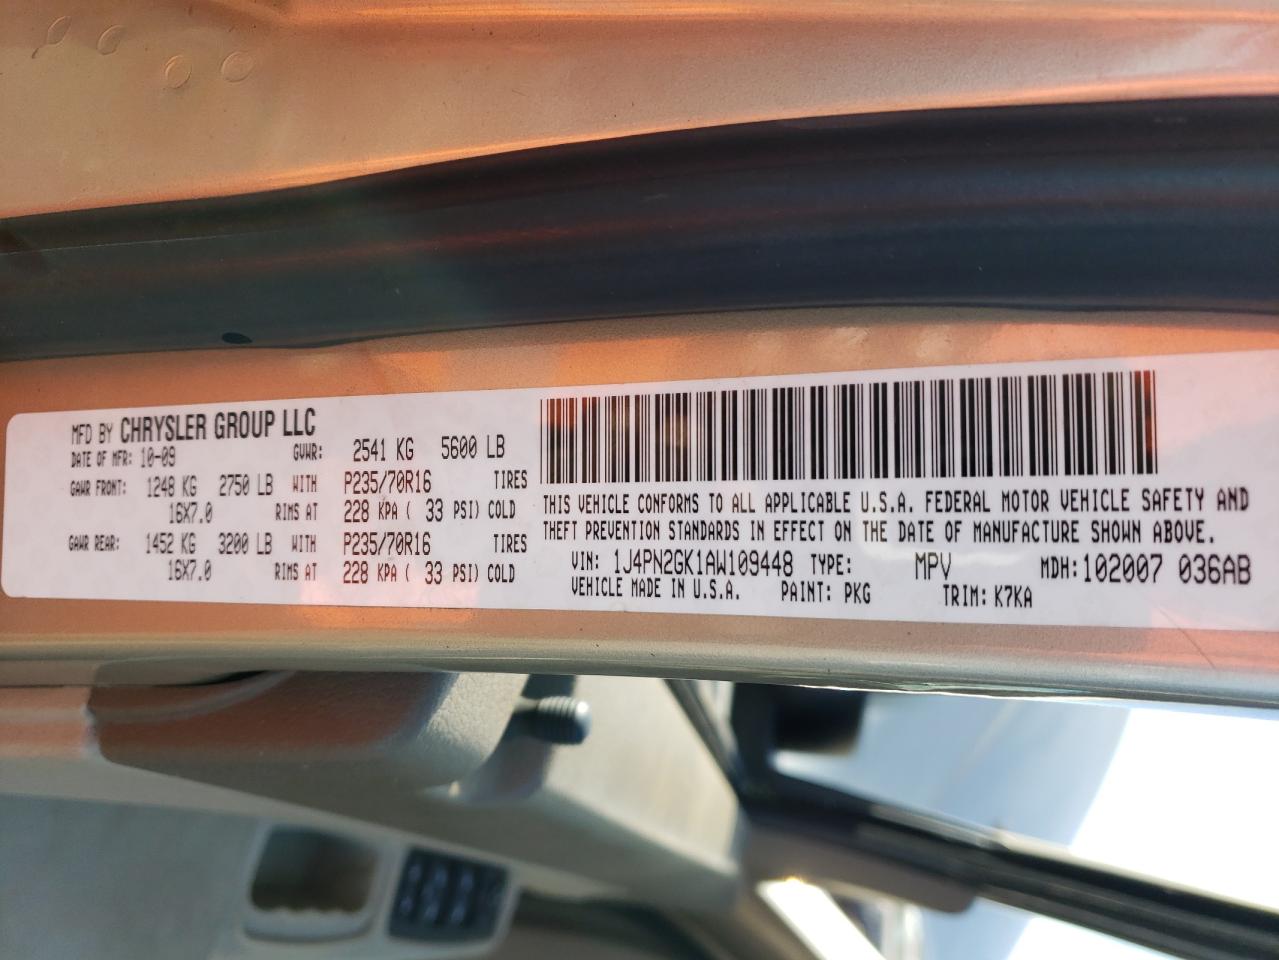 MFD BY CHRYSLER GROUP LLC
DATE OF MFR: 10-09 GVWR: 2541 KG 5600 LB
GAWR FRONT: 1248 KG 2750 LB WITH P235/70R16 TIRES
16X7.0 RIMS AT 228 KPA ( 33 PSI) COLD
GAWR REAR: 1452 KG 3200 LB WITH P235/70R16 TIRES
16X7.0 RIMS AT 228 KPA ( 33 PSI) COLD
THIS VEHICLE CONFORMS TO ALL APPLICABLE U.S.A. FEDERAL MOTOR VEHICLE SAFETY AND
THEFT PREVENTION STANDARDS IN EFFECT ON THE DATE OF MANUFACTURE SHOWN ABOVE.
VIN: 1J4PN2GK1AW109448 TYPE: MPV MDH: 102007 036AB
VEHICLE MADE IN U.S.A. PAINT: PKG TRIM: K7KA